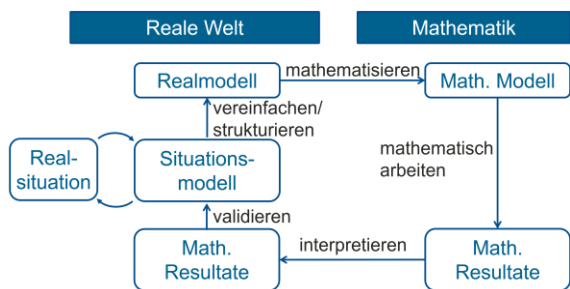 Reale Welt
Mathematik
Realmodell
mathematisieren
Math. Modell
vereinfachen/
strukturieren
Real-
situation
Situations-
modell
mathematisch
arbeiten
validieren
Math.
Resultate
interpretieren
Math.
Resultate